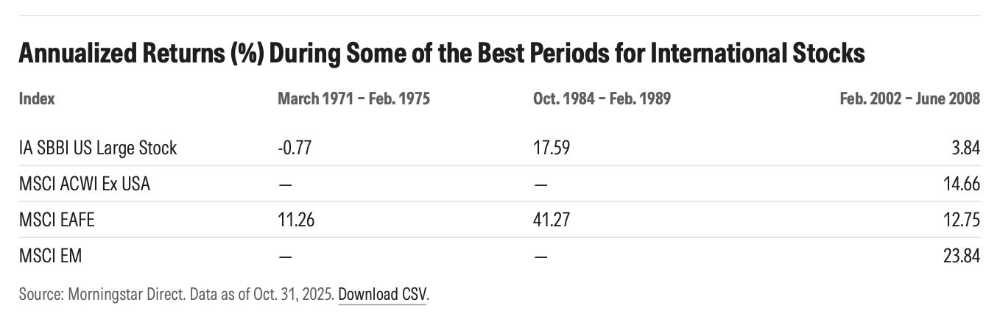 Annualized Returns (%) During Some of the Best Periods for International Stocks
Index March 1971 – Feb. 1975 Oct. 1984 – Feb. 1989 Feb. 2002 – June 2008
IA SBBI US Large Stock -0.77 17.59 3.84
MSCI ACWI Ex USA — — 14.66
MSCI EAFE 11.26 41.27 12.75
MSCI EM — — 23.84
Source: Morningstar Direct. Data as of Oct. 31, 2025. Download CSV.